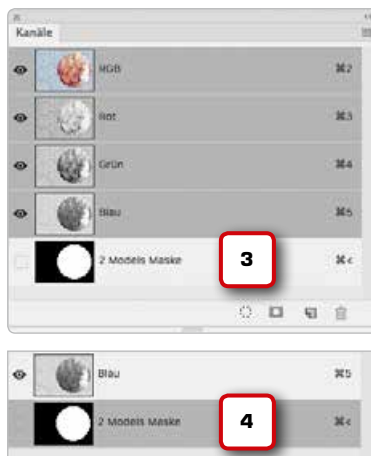 Kanäle
RGB ⌘2
Rot ⌘3
Grün ⌘4
Blau ⌘5
2 Models Maske ⌘<
3
Blau ⌘5
2 Models Maske ⌘<
4